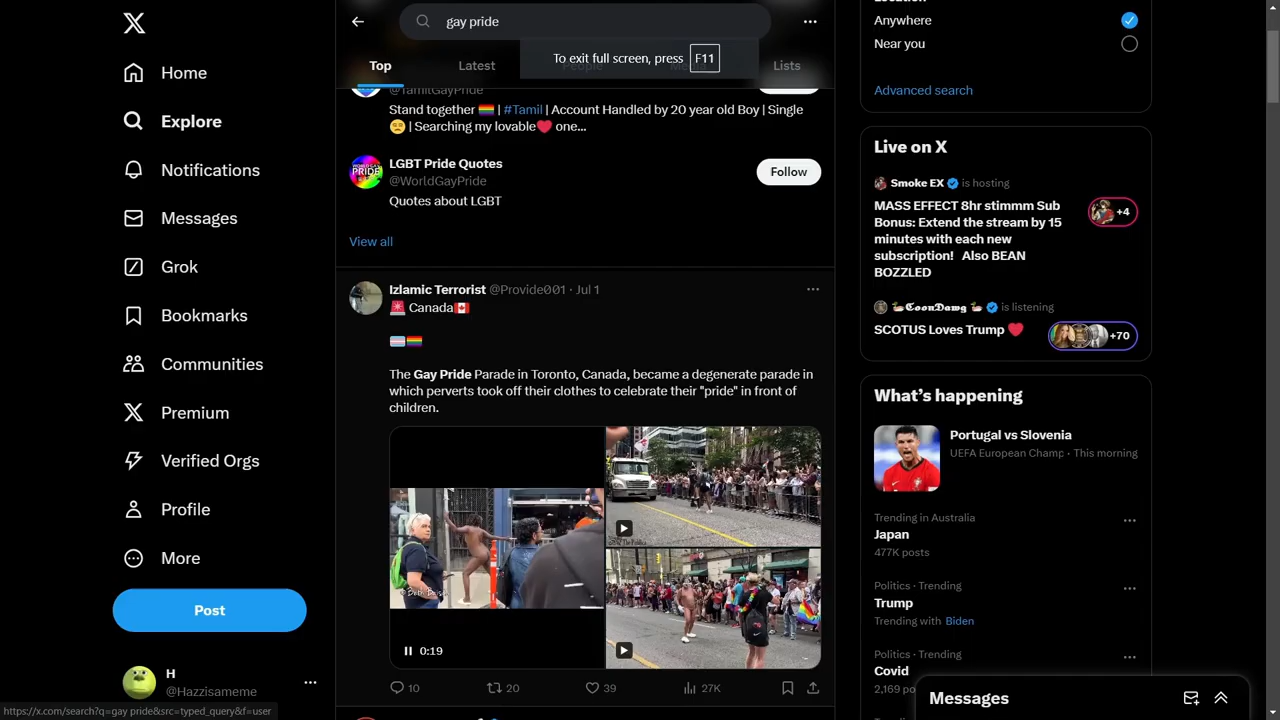 gay pride
To exit full screen, press F11
Top
Latest
Lists
Home
Explore
Notifications
Messages
Grok
Bookmarks
Communities
Premium
Verified Orgs
Profile
More
Post
H
@Hazzisameme
https://x.com/search?q=gay pride&src=typed_query&f=user
@TamilGayPride
Stand together 🏳️‍🌈 | #Tamil | Account Handled by 20 year old Boy | Single
😔 | Searching my lovable❤️ one...
LGBT Pride Quotes
@WorldGayPride
Quotes about LGBT
Follow
View all
Izlamic Terrorist @Provide001 · Jul 1
🚨 Canada🇨🇦
🏳️‍⚧️🏳️‍🌈
The Gay Pride Parade in Toronto, Canada, became a degenerate parade in
which perverts took off their clothes to celebrate their "pride" in front of
children.
0:19
10
20
39
27K
Anywhere
Near you
Advanced search
Live on X
Smoke EX is hosting
MASS EFFECT 8hr stimmm Sub
Bonus: Extend the stream by 15
minutes with each new
subscription! Also BEAN
BOZZLED
+4
🦢𝕮𝖔𝖔𝖓𝕯𝖆𝖜𝖌🦢 is listening
SCOTUS Loves Trump ❤️
+70
What's happening
Portugal vs Slovenia
UEFA European Champ · This morning
Trending in Australia
Japan
477K posts
Politics · Trending
Trump
Trending with Biden
Politics · Trending
Covid
2,169 po
Messages